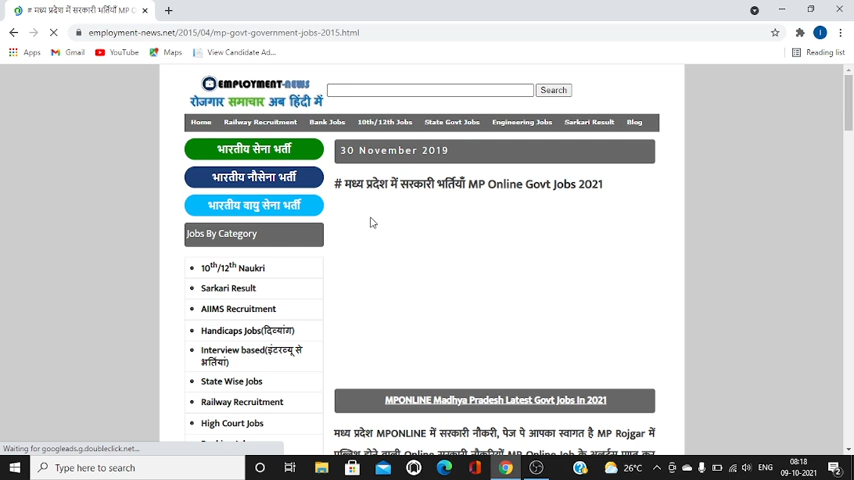 # मध्य प्रदेश में सरकारी भर्तियाँ MP O
employment-news.net/2015/04/mp-govt-government-jobs-2015.html
Apps Gmail YouTube Maps View Candidate Ad... Reading list
EMPLOYMENT-NEWS
रोजगार समाचार अब हिंदी में
Search
Home Railway Recruitment Bank Jobs 10th/12th Jobs State Govt Jobs Engineering Jobs Sarkari Result Blog
भारतीय सेना भर्ती
30 November 2019
भारतीय नौसेना भर्ती
# मध्य प्रदेश में सरकारी भर्तियाँ MP Online Govt Jobs 2021
भारतीय वायु सेना भर्ती
Jobs By Category
10th/12th Naukri
Sarkari Result
AIIMS Recruitment
Handicaps Jobs(दिव्यांग)
Interview based(इंटरव्यू से
भर्तियां)
State Wise Jobs
Railway Recruitment
MPONLINE Madhya Pradesh Latest Govt Jobs In 2021
High Court Jobs
मध्य प्रदेश MPONLINE में सरकारी नौकरी, पेज पे आपका स्वागत है MP Rojgar में
Waiting for googleads.g.doubleclick.net...
Type here to search
26°C
ENG
08:18
09-10-2021
2